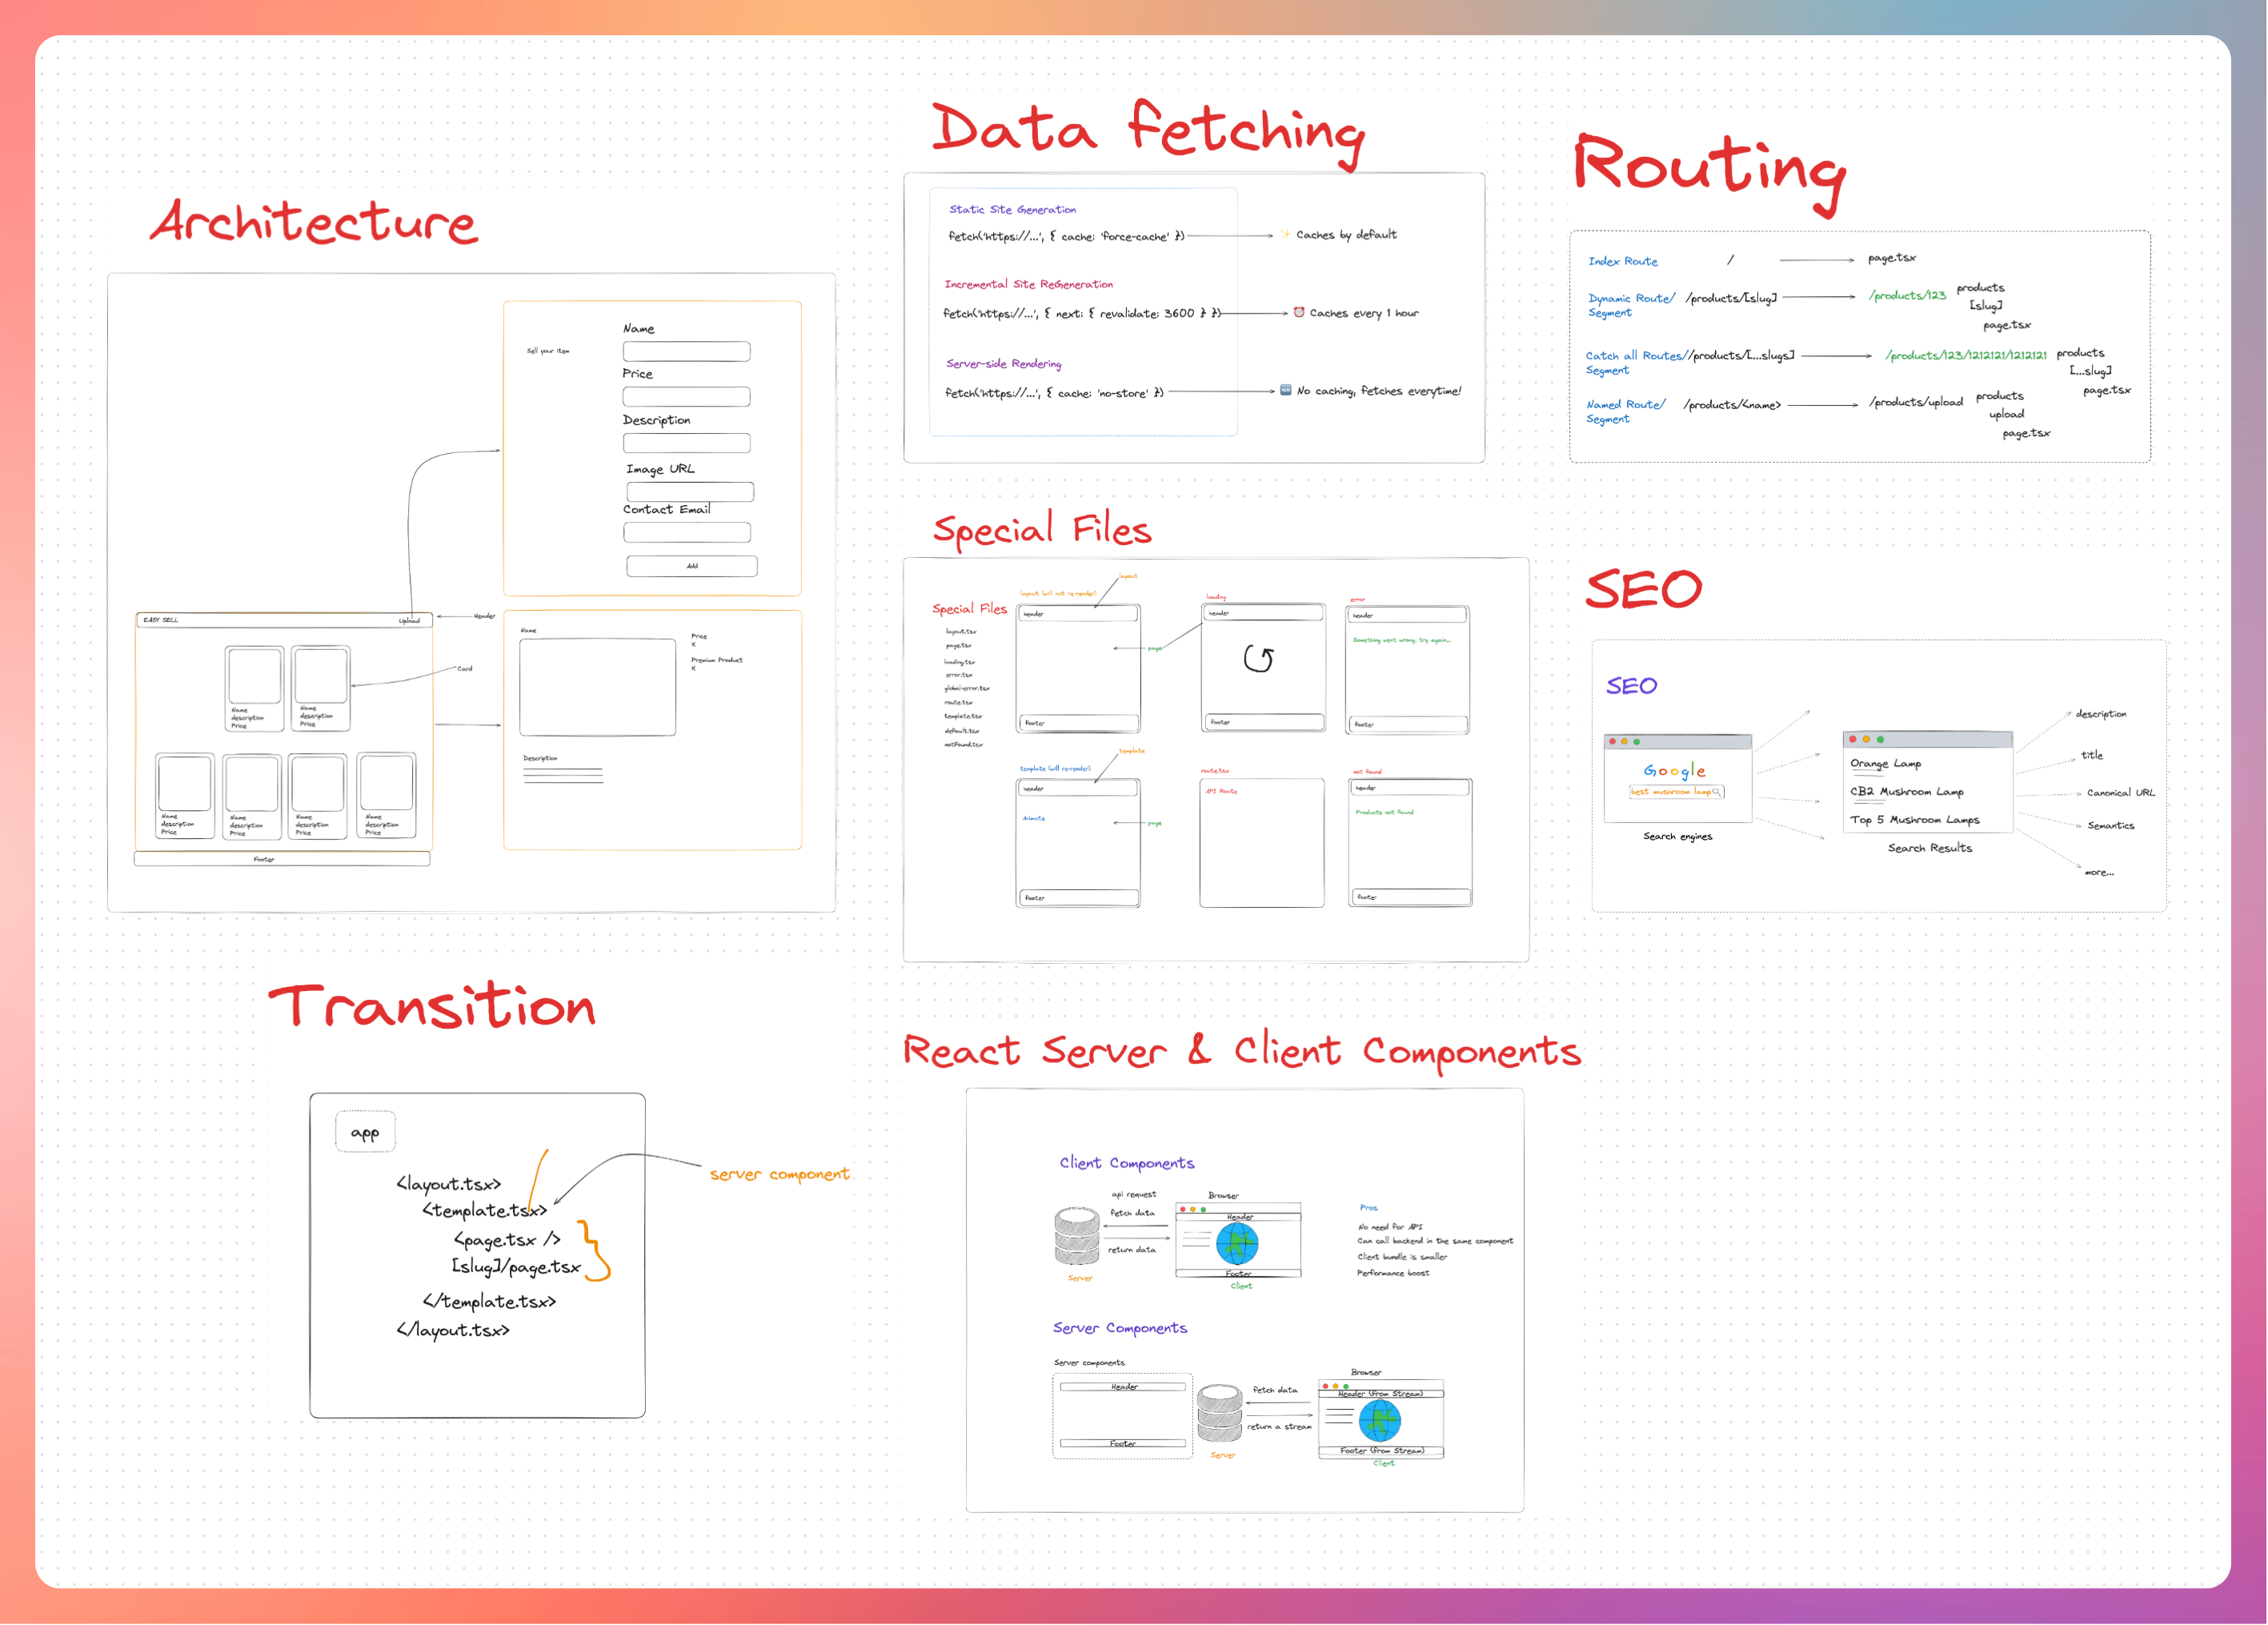 Architecture
Name
Sell your item
Price
Description
Image URL
Contact Email
Add
EASY SELL
Upload
Header
Card
Name
description
Price
Name
description
Price
Name
description
Price
Name
description
Price
Name
description
Price
Name
description
Price
Footer
Name
Price
X
Premium Product
X
Description
Data fetching
Static Site Generation
fetch('https://...', { cache: 'force-cache' })
✨ Caches by default
Incremental Site ReGeneration
fetch('https://...', { next: { revalidate: 3600 } })
⏰ Caches every 1 hour
Server-side Rendering
fetch('https://...', { cache: 'no-store' })
🆕 No caching, fetches everytime!
Routing
Index Route
/
page.tsx
Dynamic Route/
Segment
/products/[slug]
/products/123
products
[slug]
page.tsx
Catch all Routes/
Segment
/products/[...slugs]
/products/123/1212121/1212121
products
[...slug]
page.tsx
Named Route/
Segment
/products/<name>
/products/upload
products
upload
page.tsx
Special Files
Special Files
layout.tsx
page.tsx
loading.tsx
error.tsx
global-error.tsx
route.tsx
template.tsx
default.tsx
notFound.tsx
layout (will not re-render)
layout
header
page
footer
loading
header
footer
error
header
Something went wrong, try again...
footer
template (will re-render)
template
header
Animate
page
footer
route.tsx
API Route
not found
header
Products not found
footer
SEO
SEO
Google
best mushroom lamp
Search engines
Orange Lamp
CB2 Mushroom Lamp
Top 5 Mushroom Lamps
Search Results
description
title
Canonical URL
Semantics
more...
Transition
app
<layout.tsx>
<template.tsx>
<page.tsx />
[slug]/page.tsx
</template.tsx>
</layout.tsx>
server component
React Server & Client Components
Client Components
api request
fetch data
return data
Server
Browser
Header
Footer
Client
Pros
No need for API
Can call backend in the same component
Client bundle is smaller
Performance boost
Server Components
Server components
Header
Footer
Server
fetch data
return a stream
Browser
Header (from Stream)
Footer (from Stream)
Client